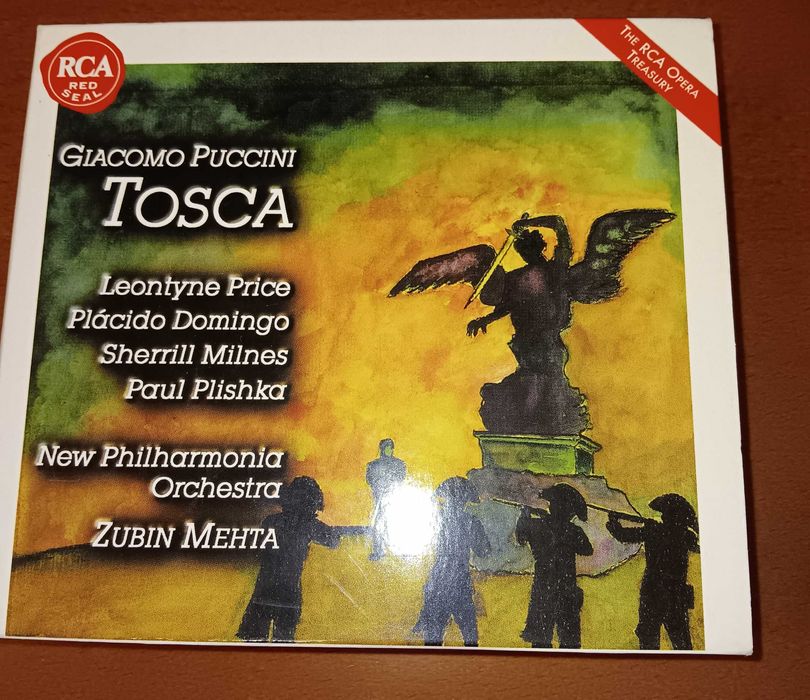 RCA
RED
SEAL
THE RCA OPERA
TREASURY
GIACOMO PUCCINI
TOSCA
Leontyne Price
Plácido Domingo
Sherrill Milnes
Paul Plishka
New Philharmonia
Orchestra
ZUBIN MEHTA